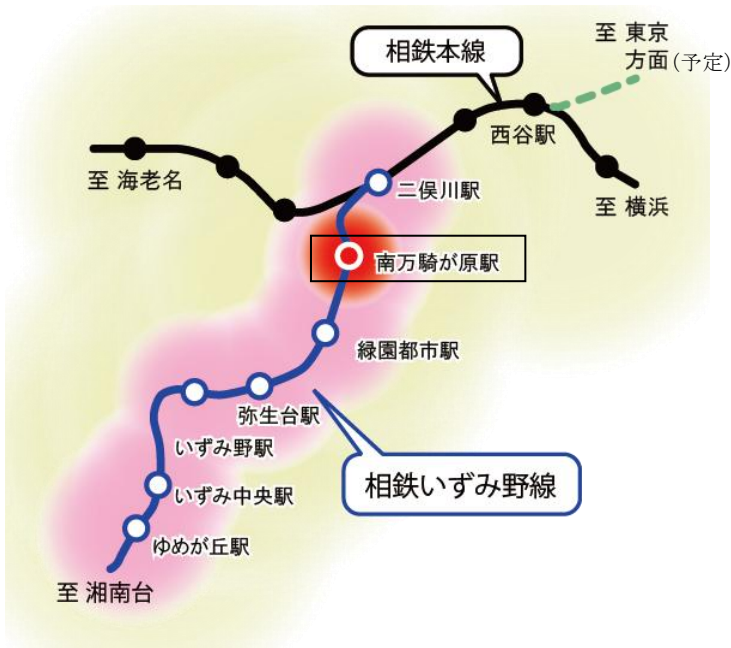 至 東京
方面(予定)
相鉄本線
西谷駅
至 海老名
二俣川駅
至 横浜
南万騎が原駅
緑園都市駅
弥生台駅
いずみ野駅
相鉄いずみ野線
いずみ中央駅
ゆめが丘駅
至 湘南台